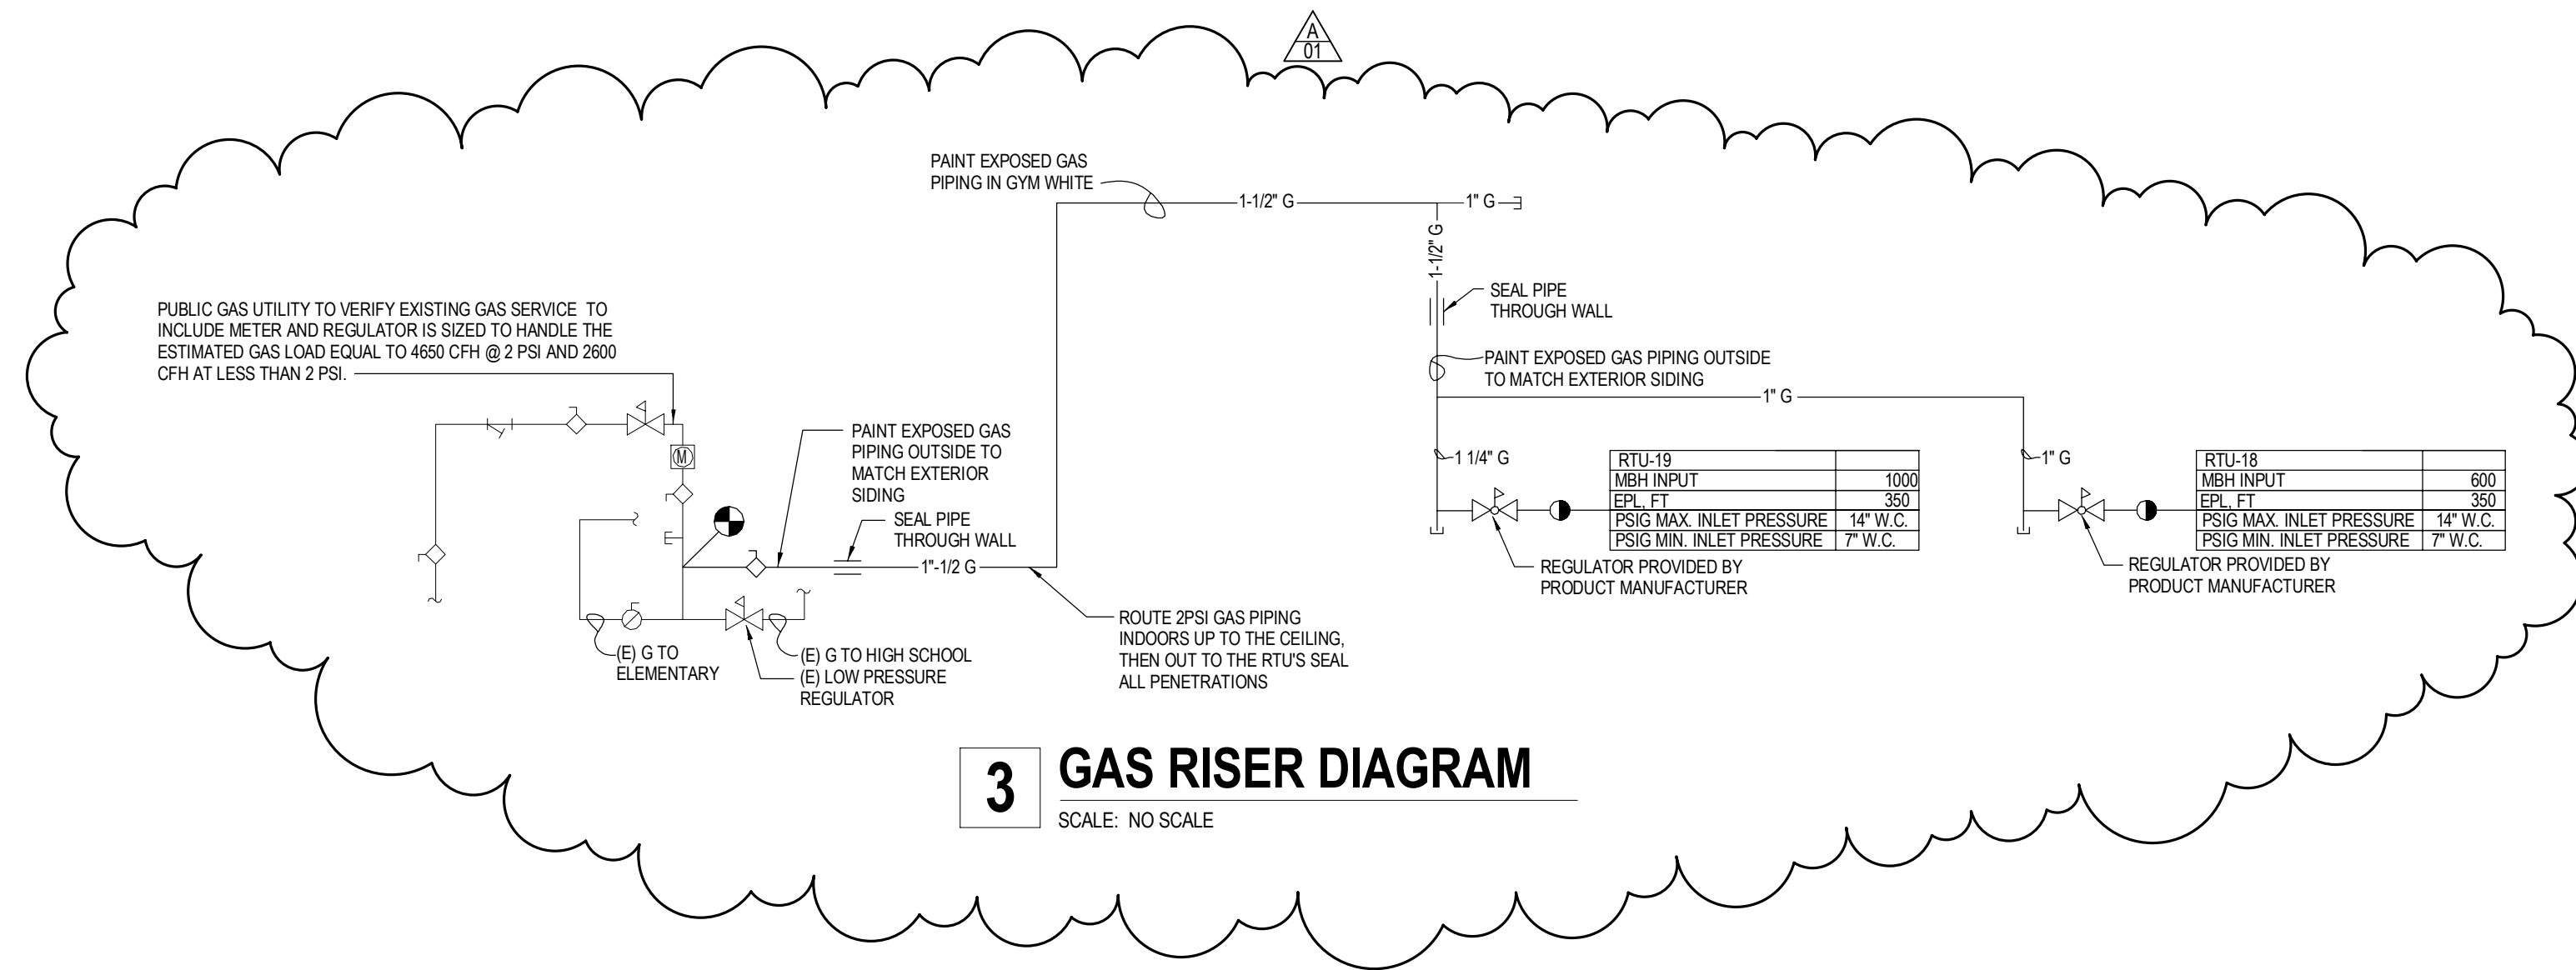 A
01
PAINT EXPOSED GAS
PIPING IN GYM WHITE
1-1/2" G
1" G
1-1/2" G
SEAL PIPE
THROUGH WALL
PUBLIC GAS UTILITY TO VERIFY EXISTING GAS SERVICE TO
INCLUDE METER AND REGULATOR IS SIZED TO HANDLE THE
ESTIMATED GAS LOAD EQUAL TO 4650 CFH @ 2 PSI AND 2600
CFH AT LESS THAN 2 PSI.
PAINT EXPOSED GAS PIPING OUTSIDE
TO MATCH EXTERIOR SIDING
1" G
M
PAINT EXPOSED GAS
PIPING OUTSIDE TO
MATCH EXTERIOR
SIDING
SEAL PIPE
THROUGH WALL
1"-1/2 G
1 1/4" G
RTU-19
MBH INPUT 1000
EPL, FT 350
PSIG MAX. INLET PRESSURE 14" W.C.
PSIG MIN. INLET PRESSURE 7" W.C.
REGULATOR PROVIDED BY
PRODUCT MANUFACTURER
1" G
RTU-18
MBH INPUT 600
EPL, FT 350
PSIG MAX. INLET PRESSURE 14" W.C.
PSIG MIN. INLET PRESSURE 7" W.C.
REGULATOR PROVIDED BY
PRODUCT MANUFACTURER
ROUTE 2PSI GAS PIPING
INDOORS UP TO THE CEILING,
THEN OUT TO THE RTU'S SEAL
ALL PENETRATIONS
(E) G TO
ELEMENTARY
(E) G TO HIGH SCHOOL
(E) LOW PRESSURE
REGULATOR
3 GAS RISER DIAGRAM
SCALE: NO SCALE